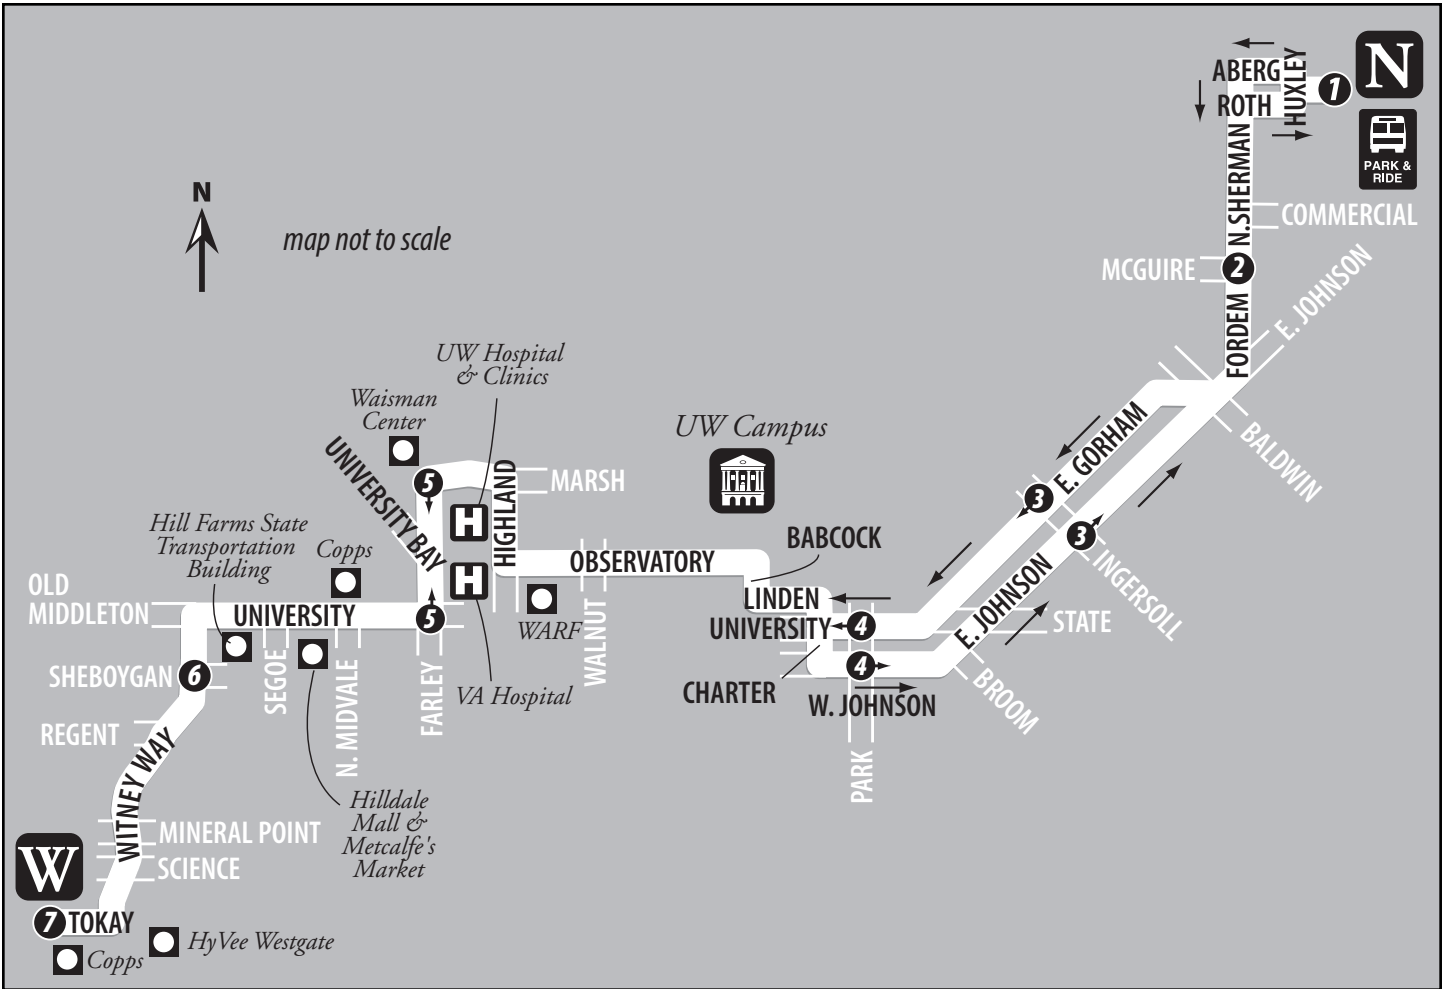 ABERG
HUXLEY
1
N
ROTH
PARK &
RIDE
N
map not to scale
N.SHERMAN
COMMERCIAL
MCGUIRE
2
FORDEM
E. JOHNSON
UW Hospital
& Clinics
Waisman
Center
UW Campus
E. GORHAM
BALDWIN
UNIVERSITY BAY
5
HIGHLAND
MARSH
H
3
3
Hill Farms State
Transportation
Building
Copps
BABCOCK
OBSERVATORY
INGERSOLL
H
OLD
MIDDLETON
UNIVERSITY
5
WARF
WALNUT
LINDEN
UNIVERSITY
4
E. JOHNSON
STATE
SHEBOYGAN
6
SEGOE
N. MIDVALE
FARLEY
VA Hospital
CHARTER
4
W. JOHNSON
BROOM
REGENT
WITNEY WAY
PARK
Hilldale
Mall &
Metcalfe's
Market
MINERAL POINT
SCIENCE
W
7
TOKAY
HyVee Westgate
Copps